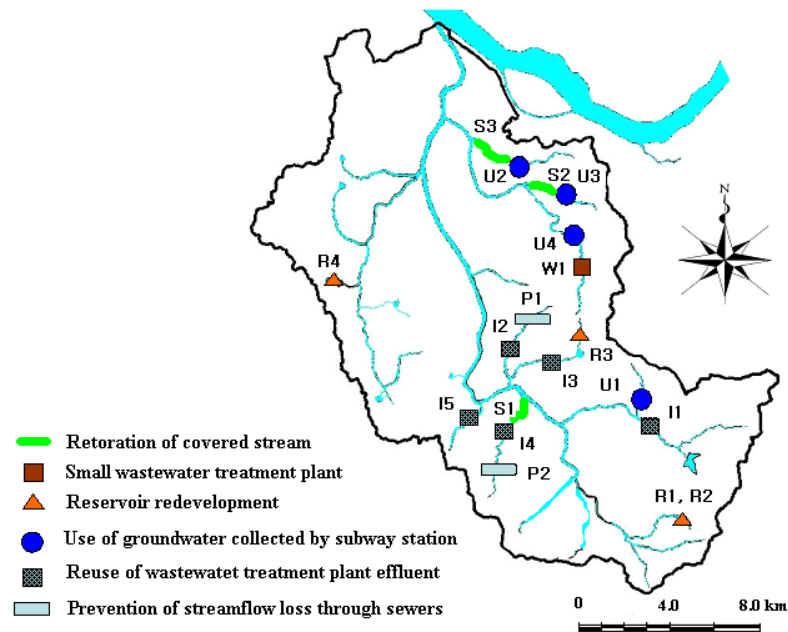 S3
U2
S2 U3
N
U4
W1
R4
P1
I2
R3
I3
U1
I5
S1
I1
I4
P2
R1, R2
Retoration of covered stream
Small wastewater treatment plant
Reservoir redevelopment
Use of groundwater collected by subway station
Reuse of wastewatet treatment plant effluent
Prevention of streamflow loss through sewers
0 4.0 8.0 km